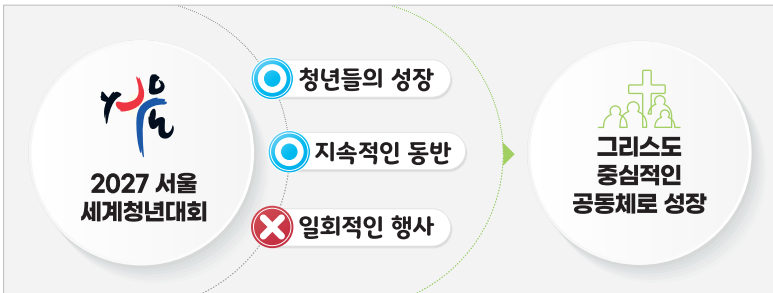 2027 서울
세계청년대회
청년들의 성장
지속적인 동반
일회적인 행사
그리스도
중심적인
공동체로 성장